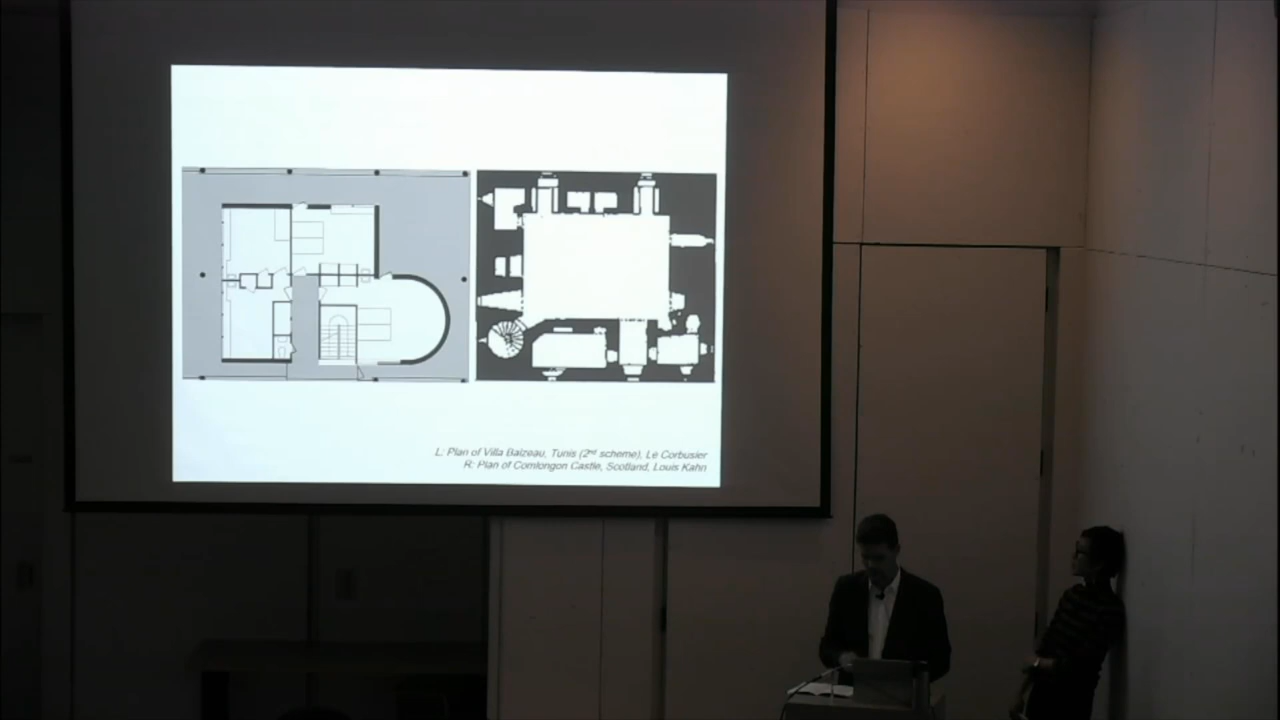 L: Plan of Villa Baizeau, Tunis (2nd scheme), Le Corbusier
R: Plan of Comlongon Castle, Scotland, Louis Kahn